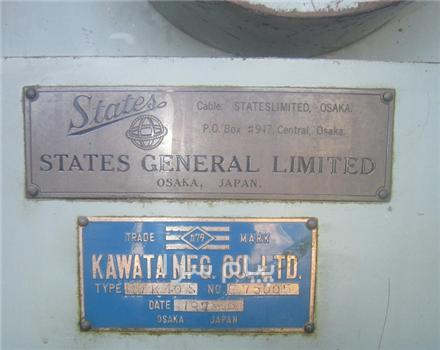 States
Cable: STATESLIMITED, OSAKA.
P.O. Box #947, Central, Osaka.
STATES GENERAL LIMITED
OSAKA, JAPAN.
TRADE MARK
KAWATA MFG. CO., LTD.
TYPE NO.
DATE
OSAKA JAPAN